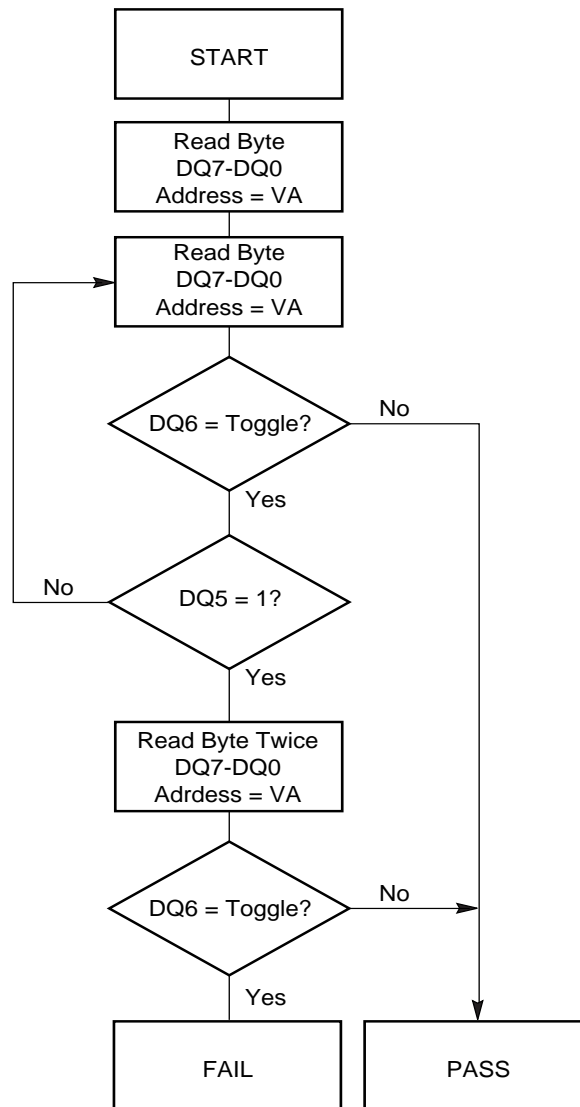 START
Read Byte
DQ7-DQ0
Address = VA
Read Byte
DQ7-DQ0
Address = VA
DQ6 = Toggle?
No
Yes
No
DQ5 = 1?
Yes
Read Byte Twice
DQ7-DQ0
Adrdess = VA
DQ6 = Toggle?
No
Yes
FAIL
PASS